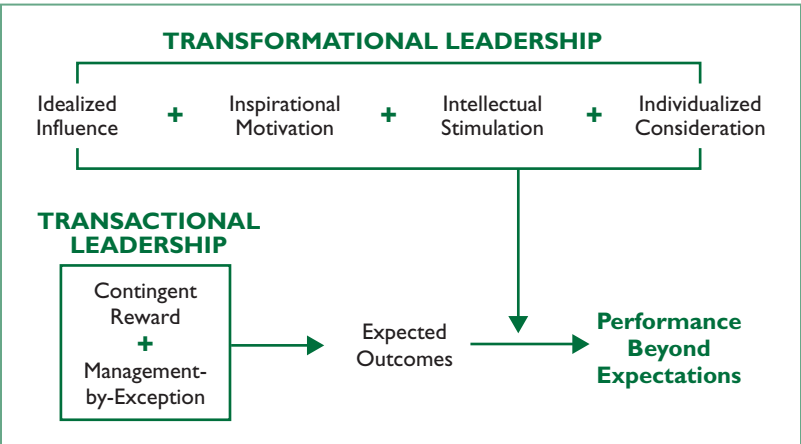 TRANSFORMATIONAL LEADERSHIP
Idealized
Influence
+
Inspirational
Motivation
+
Intellectual
Stimulation
+
Individualized
Consideration
TRANSACTIONAL
LEADERSHIP
Contingent
Reward
+
Management-
by-Exception
Expected
Outcomes
Performance
Beyond
Expectations